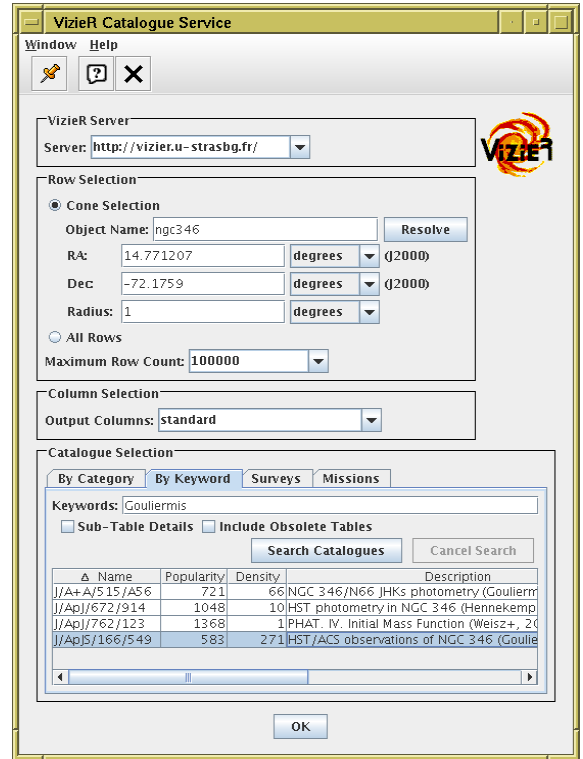 VizieR Catalogue Service
Window Help
VizieR Server
Server: http://vizier.u-strasbg.fr/
VizieR
Row Selection
Cone Selection
Object Name: ngc346 Resolve
RA: 14.771207 degrees (J2000)
Dec: -72.1759 degrees (J2000)
Radius: 1 degrees
All Rows
Maximum Row Count: 100000
Column Selection
Output Columns: standard
Catalogue Selection
By Category By Keyword Surveys Missions
Keywords: Gouliermis
Sub-Table Details Include Obsolete Tables
Search Catalogues Cancel Search
Name Popularity Density Description
J/A+A/515/A56 721 66 NGC 346/N66 JHKs photometry (Goulierm
J/ApJ/672/914 1048 10 HST photometry in NGC 346 (Hennekemp
J/ApJ/762/123 1368 1 PHAT. IV. Initial Mass Function (Weisz+, 20
J/ApJS/166/549 583 271 HST/ACS observations of NGC 346 (Goulie
OK